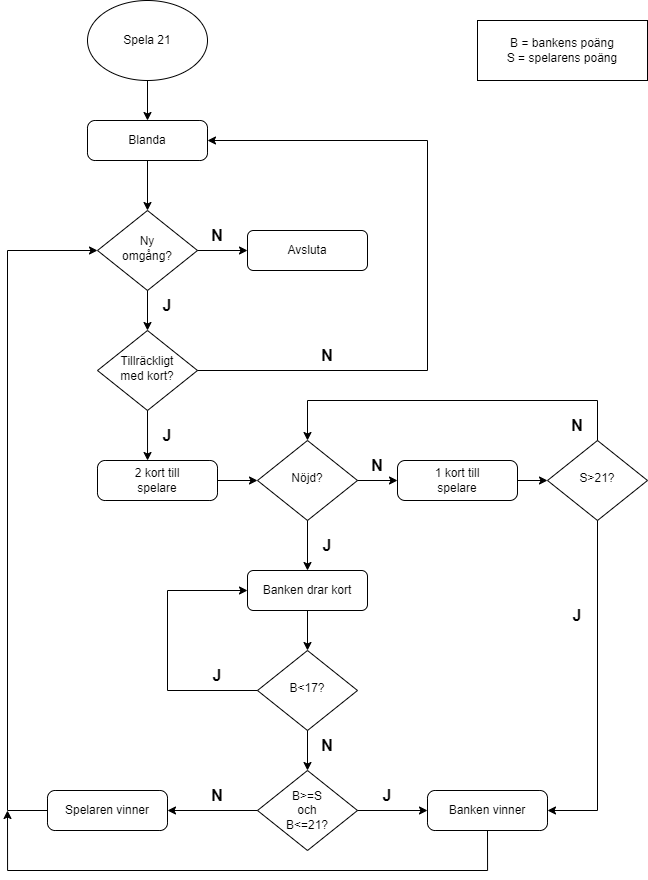 Spela 21
B = bankens poäng
S = spelarens poäng
Blanda
Ny
omgång?
N
Avsluta
J
Tillräckligt
med kort?
N
J
2 kort till
spelare
Nöjd?
N
1 kort till
spelare
N
S>21?
J
Banken drar kort
J
J
B<17?
N
Spelaren vinner
N
B>=S
och
B<=21?
J
Banken vinner